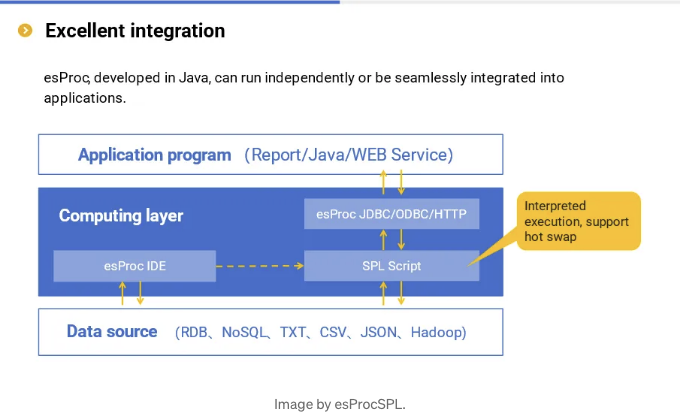 Excellent integration
esProc, developed in Java, can run independently or be seamlessly integrated into
applications.
Application program (Report/Java/WEB Service)
Computing layer
esProc JDBC/ODBC/HTTP
Interpreted
execution, support
hot swap
esProc IDE
SPL Script
Data source (RDB、NoSQL、TXT、CSV、JSON、Hadoop)
Image by esProcSPL.